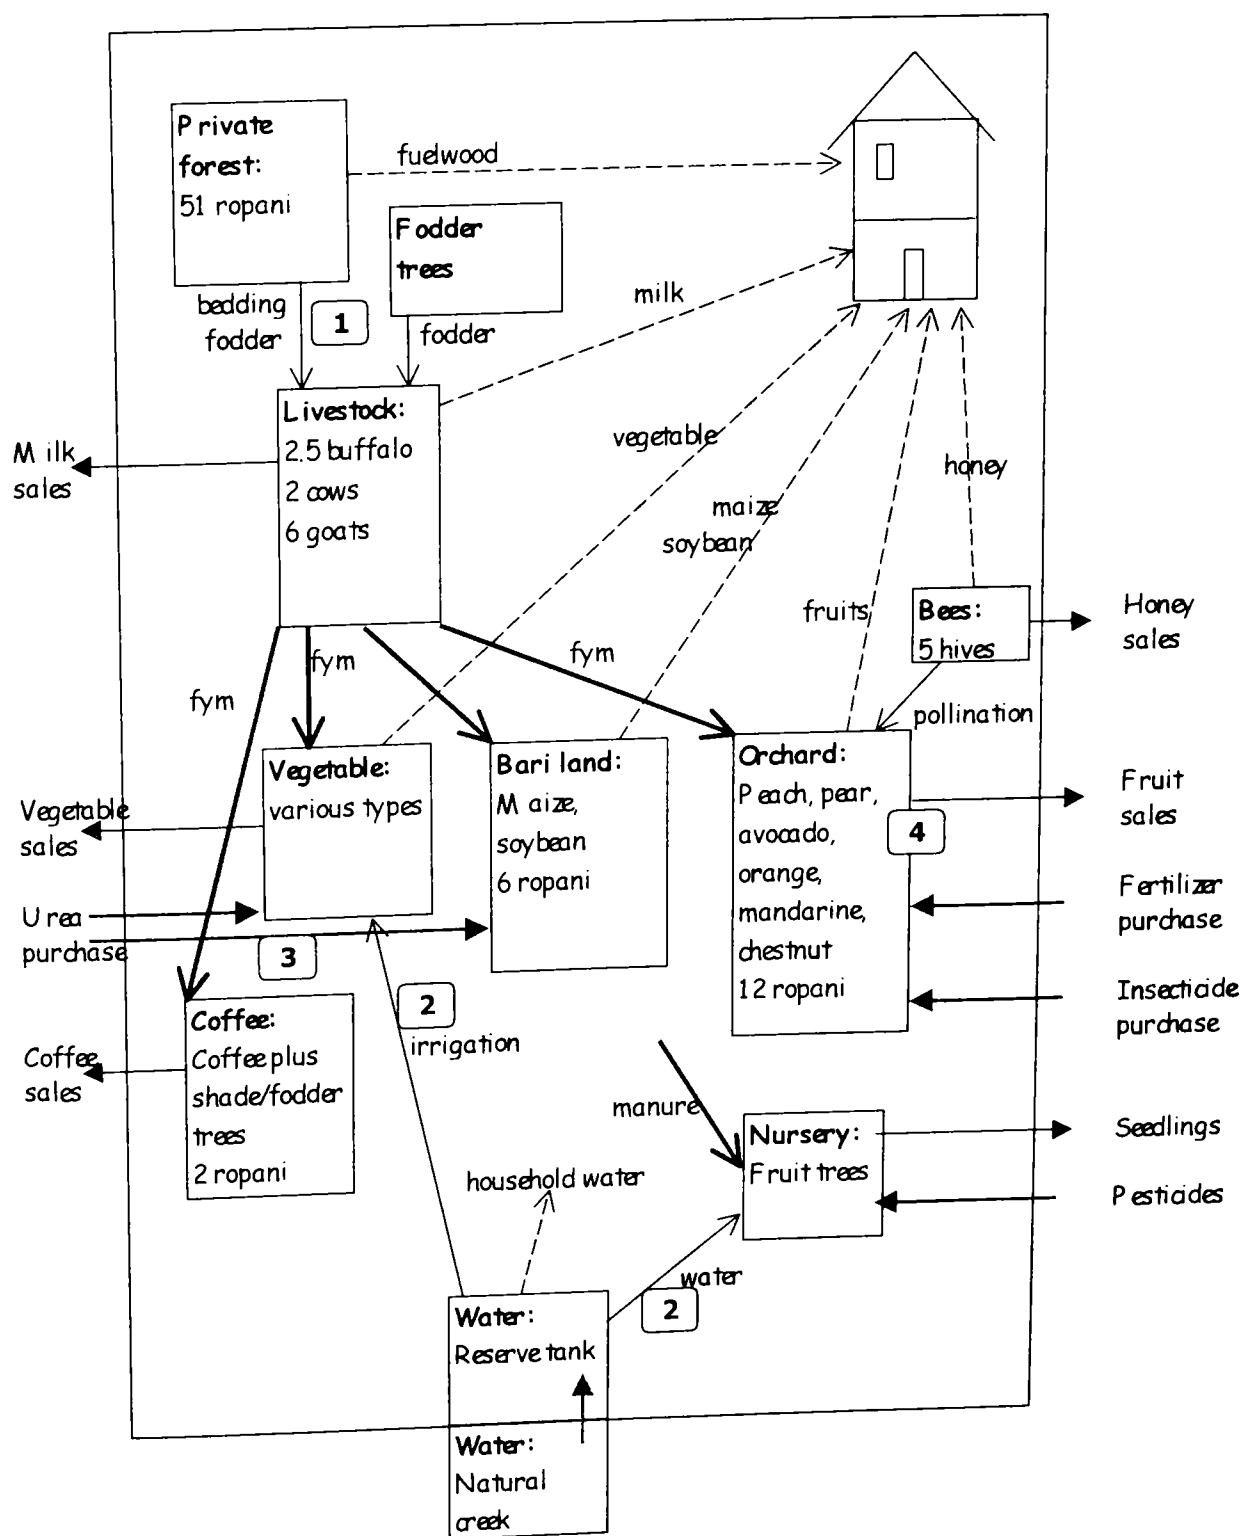 Private
forest:
51 ropani
fuelwood
Fodder
trees
bedding
fodder
1
fodder
milk
Livestock:
2.5 buffalo
2 cows
6 goats
Milk
sales
vegetable
maize
soybean
honey
fruits
Bees:
5 hives
Honey
sales
pollination
fym
fym
fym
Vegetable:
various types
Bari land:
Maize,
soybean
6 ropani
Orchard:
Peach, pear,
avocado,
orange,
mandarine,
chestnut
12 ropani
4
Fruit
sales
Fertilizer
purchase
Insecticide
purchase
Vegetable
sales
Urea
purchase
3
2
irrigation
Coffee:
Coffee plus
shade/fodder
trees
2 ropani
Coffee
sales
manure
Nursery:
Fruit trees
Seedlings
Pesticides
household water
water
2
Water:
Reserve tank
Water:
Natural
creek